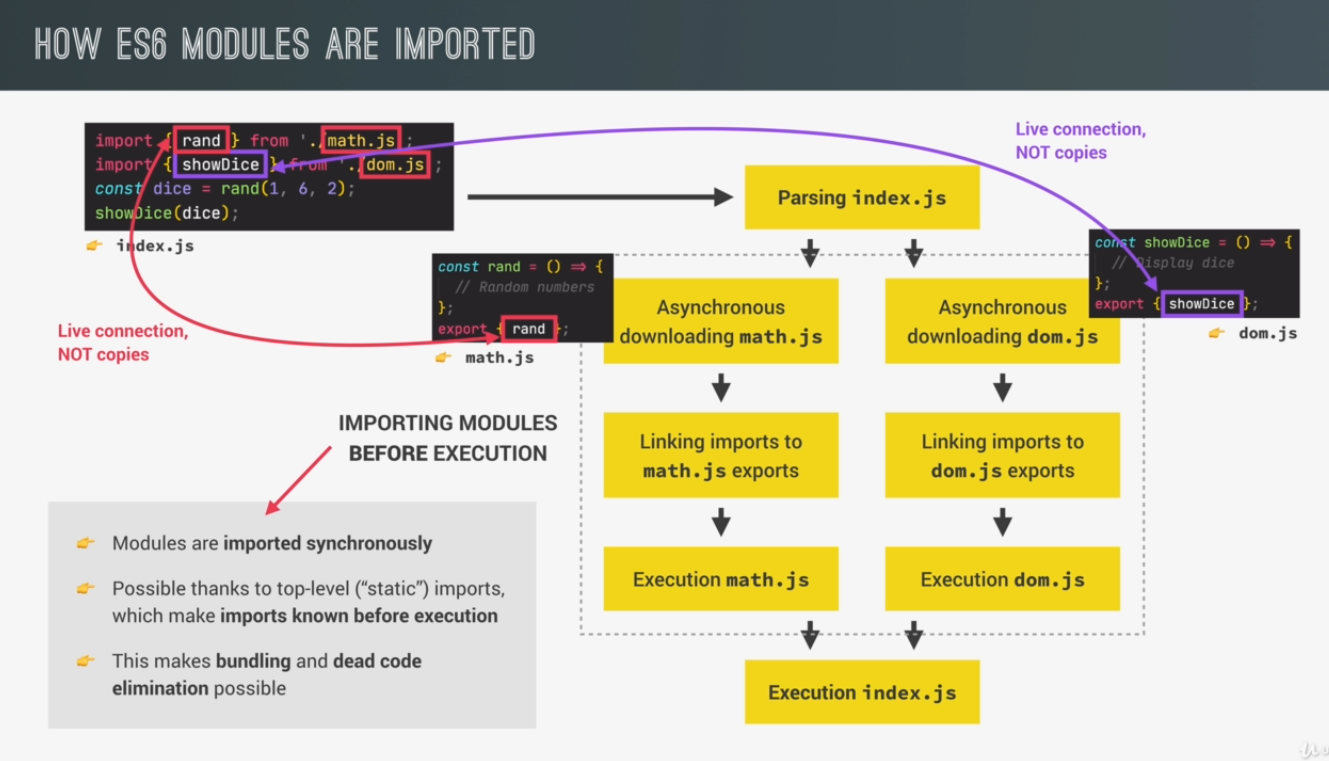 HOW ES6 MODULES ARE IMPORTED
import { rand } from './math.js';
import { showDice } from './dom.js';
const dice = rand(1, 6, 2);
showDice(dice);
👉 index.js
Live connection,
NOT copies
Parsing index.js
const showDice = () => {
// Display dice
};
export { showDice };
👉 dom.js
const rand = () => {
// Random numbers
};
export { rand };
👉 math.js
Live connection,
NOT copies
Asynchronous
downloading math.js
Asynchronous
downloading dom.js
IMPORTING MODULES
BEFORE EXECUTION
Linking imports to
math.js exports
Linking imports to
dom.js exports
Execution math.js
Execution dom.js
👉 Modules are imported synchronously
👉 Possible thanks to top-level (“static”) imports,
which make imports known before execution
👉 This makes bundling and dead code
elimination possible
Execution index.js